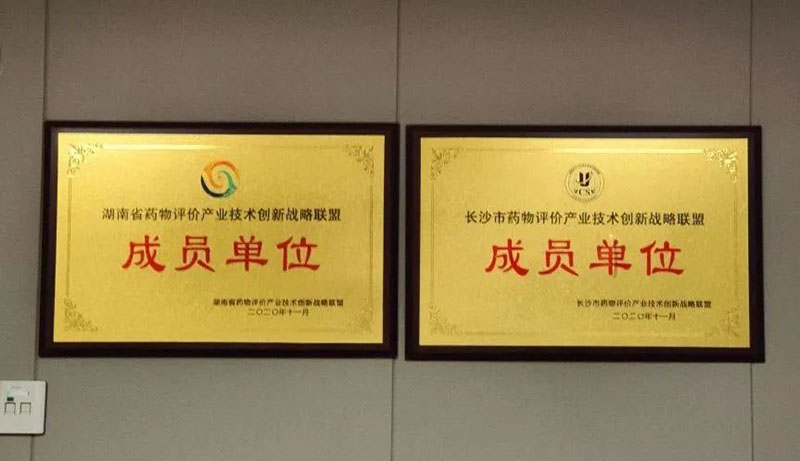 湖南省药物评价产业技术创新战略联盟
成员单位
湖南省药物评价产业技术创新战略联盟
二〇二〇年十一月
长沙市药物评价产业技术创新战略联盟
成员单位
长沙市药物评价产业技术创新战略联盟
二〇二〇年十一月